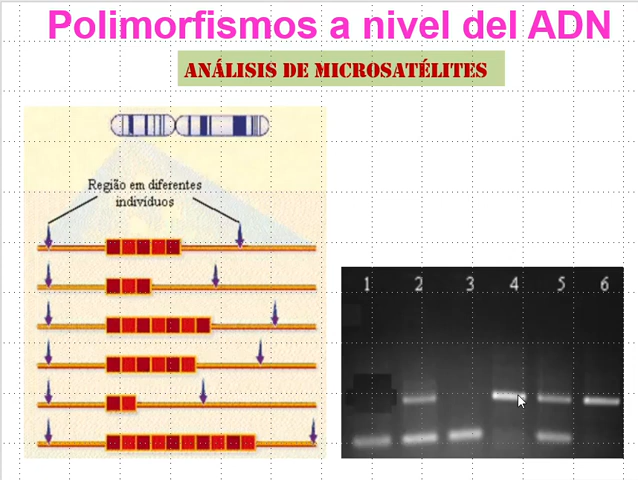 Polimorfismos a nivel del ADN
ANÁLISIS DE MICROSATÉLITES
Região em diferentes
indivíduos
1 2 3 4 5 6